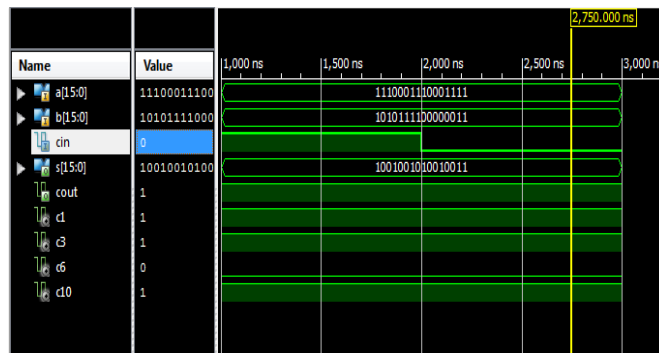 2,750.000 ns
Name Value 1,000 ns 1,500 ns 2,000 ns 2,500 ns 3,000 n
a[15:0] 11100011100 1110001110001111
b[15:0] 10101111000 1010111100000011
cin 0
s[15:0] 10010010100 1001001010010011
cout 1
c1 1
c3 1
c6 0
c10 1